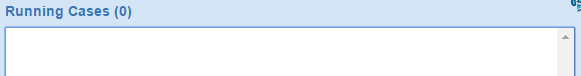 Running Cases (0)